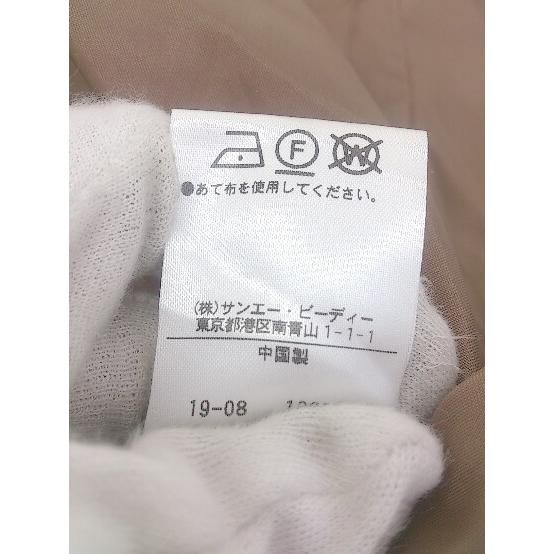 F W
●あて布を使用してください。
(株)サンエー・ビーディー
東京都港区南青山1-1-1
中国製
19-08